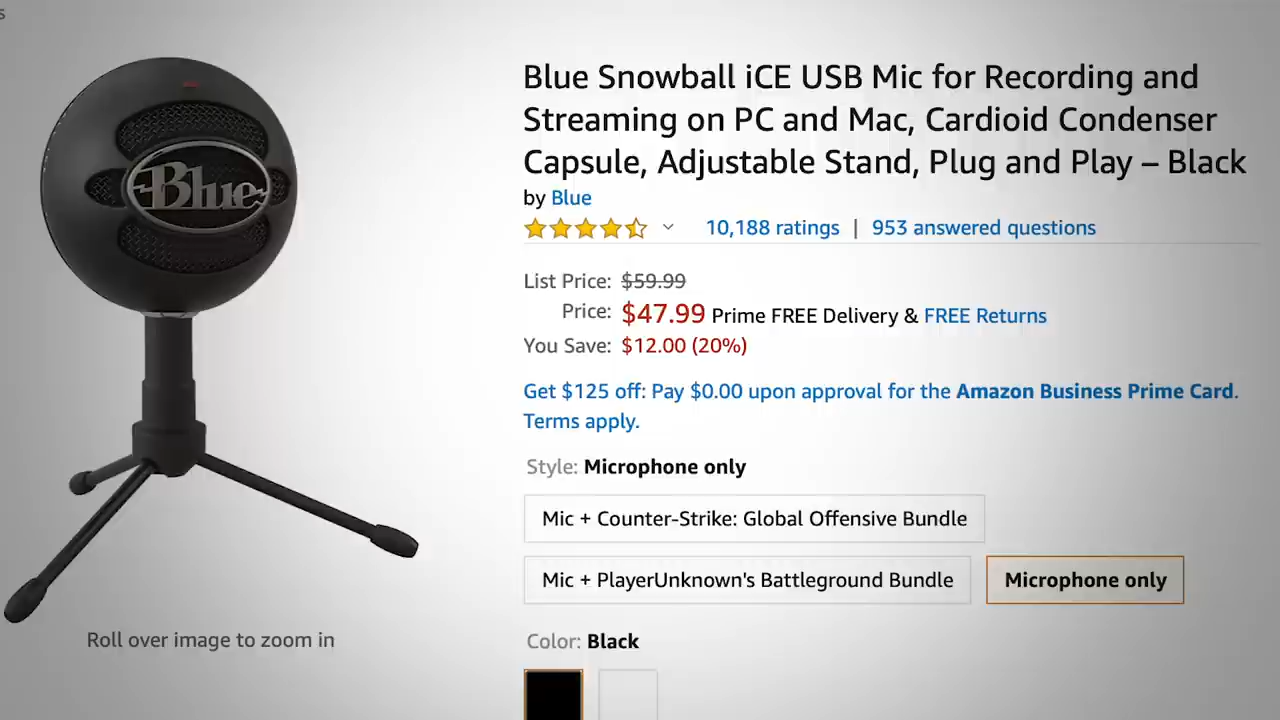 s
Blue
Blue Snowball iCE USB Mic for Recording and
Streaming on PC and Mac, Cardioid Condenser
Capsule, Adjustable Stand, Plug and Play – Black
by Blue
10,188 ratings | 953 answered questions
List Price: $59.99
Price: $47.99 Prime FREE Delivery & FREE Returns
You Save: $12.00 (20%)
Get $125 off: Pay $0.00 upon approval for the Amazon Business Prime Card.
Terms apply.
Style: Microphone only
Mic + Counter-Strike: Global Offensive Bundle
Mic + PlayerUnknown's Battleground Bundle
Microphone only
Roll over image to zoom in
Color: Black